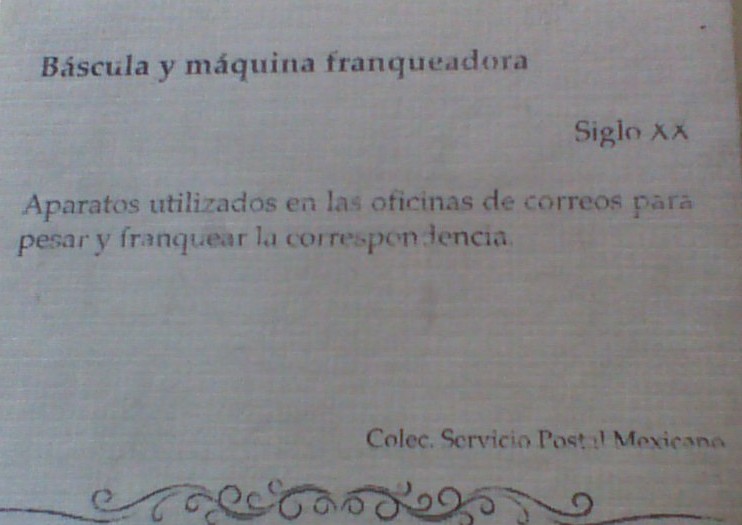 Báscula y máquina franqueadora
Siglo XX
Aparatos utilizados en las oficinas de correos para
pesar y franquear la correspondencia.
Colec. Servicio Postal Mexicano